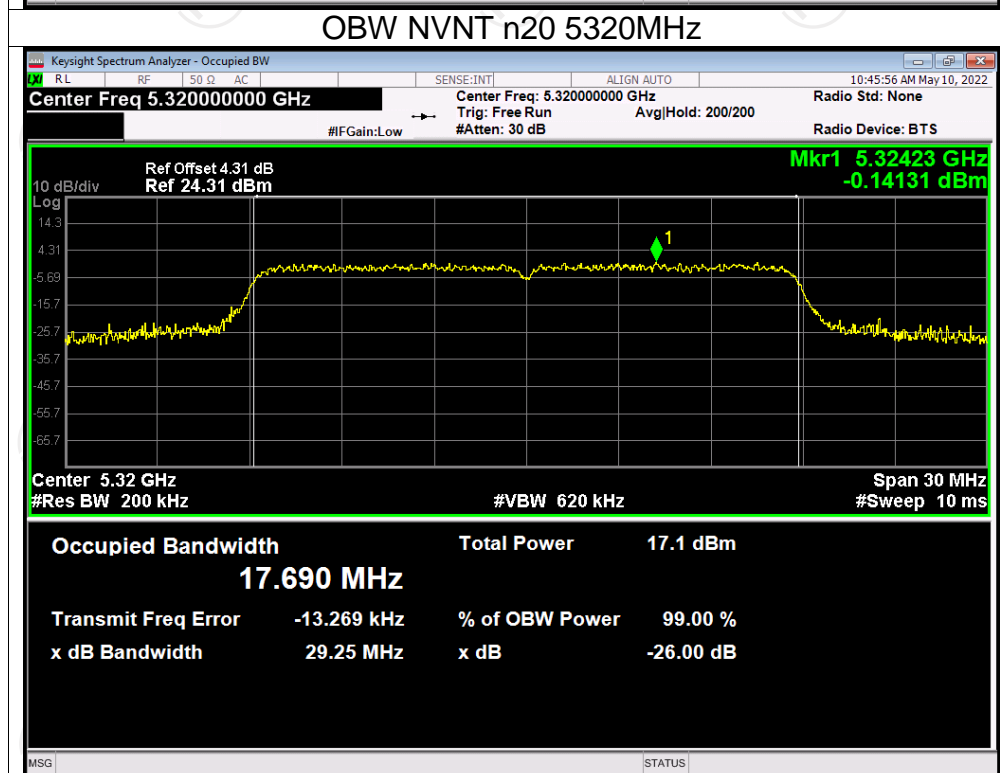 OBW NVNT n20 5320MHz
Keysight Spectrum Analyzer - Occupied BW
LXI RL RF 50 Ω AC SENSE:INT ALIGN AUTO 10:45:56 AM May 10, 2022
Center Freq 5.320000000 GHz Center Freq: 5.320000000 GHz Radio Std: None
Trig: Free Run Avg|Hold: 200/200
#IFGain:Low #Atten: 30 dB Radio Device: BTS
Mkr1 5.32423 GHz
Ref Offset 4.31 dB
10 dB/div Ref 24.31 dBm -0.14131 dBm
Log
1
14.3
4.31
-5.69
-15.7
-25.7
-35.7
-45.7
-55.7
-65.7
Center 5.32 GHz Span 30 MHz
#Res BW 200 kHz #VBW 620 kHz #Sweep 10 ms
Occupied Bandwidth Total Power 17.1 dBm
17.690 MHz
Transmit Freq Error -13.269 kHz % of OBW Power 99.00 %
x dB Bandwidth 29.25 MHz x dB -26.00 dB
MSG STATUS